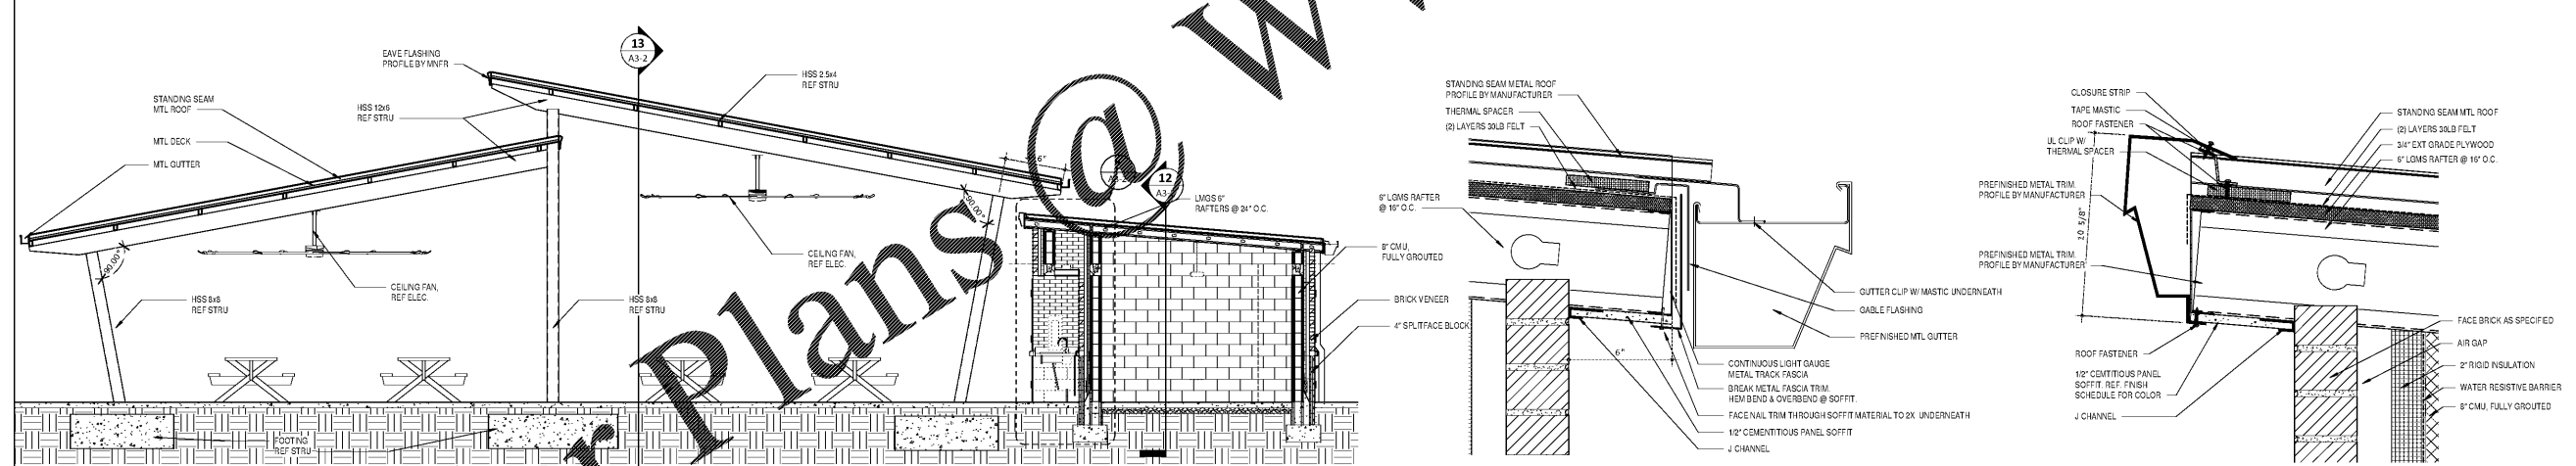 13
A3-2
EAVE FLASHING
PROFILE BY MNFR
HSS 2.5x4
REF STRU
STANDING SEAM
MTL ROOF
HSS 12x6
REF STRU
MTL DECK
MTL GUTTER
6"
12
LMGS 6"
RAFTERS @ 24" O.C.
90.00°
90.00°
CEILING FAN,
REF ELEC.
8" CMU,
FULLY GROUTED
CEILING FAN,
REF ELEC.
HSS 8x8
REF STRU
HSS 8x8
REF STRU
BRICK VENEER
4" SPLITFACE BLOCK
FOOTING
REF STRU
Plans @ w
STANDING SEAM METAL ROOF
PROFILE BY MANUFACTURER
THERMAL SPACER
(2) LAYERS 30LB FELT
6" LGMS RAFTER
@ 16" O.C.
GUTTER CLIP W/ MASTIC UNDERNEATH
GABLE FLASHING
PREFINISHED MTL GUTTER
6"
CONTINUOUS LIGHT GAUGE
METAL TRACK FASCIA
BREAK METAL FASCIA TRIM.
HEM BEND & OVERBEND @ SOFFIT.
FACE NAIL TRIM THROUGH SOFFIT MATERIAL TO 2X UNDERNEATH
1/2" CEMENTITIOUS PANEL SOFFIT
J CHANNEL
CLOSURE STRIP
TAPE MASTIC
ROOF FASTENER
UL CLIP W/
THERMAL SPACER
STANDING SEAM MTL ROOF
(2) LAYERS 30LB FELT
3/4" EXT GRADE PLYWOOD
6" LGMS RAFTER @ 16" O.C.
PREFINISHED METAL TRIM.
PROFILE BY MANUFACTURER
10 5/8"
PREFINISHED METAL TRIM.
PROFILE BY MANUFACTURER
ROOF FASTENER
1/2" CEMTITIOUS PANEL
SOFFIT. REF. FINISH
SCHEDULE FOR COLOR
J CHANNEL
FACE BRICK AS SPECIFIED
AIR GAP
2" RIGID INSULATION
WATER RESISTIVE BARRIER
8" CMU, FULLY GROUTED